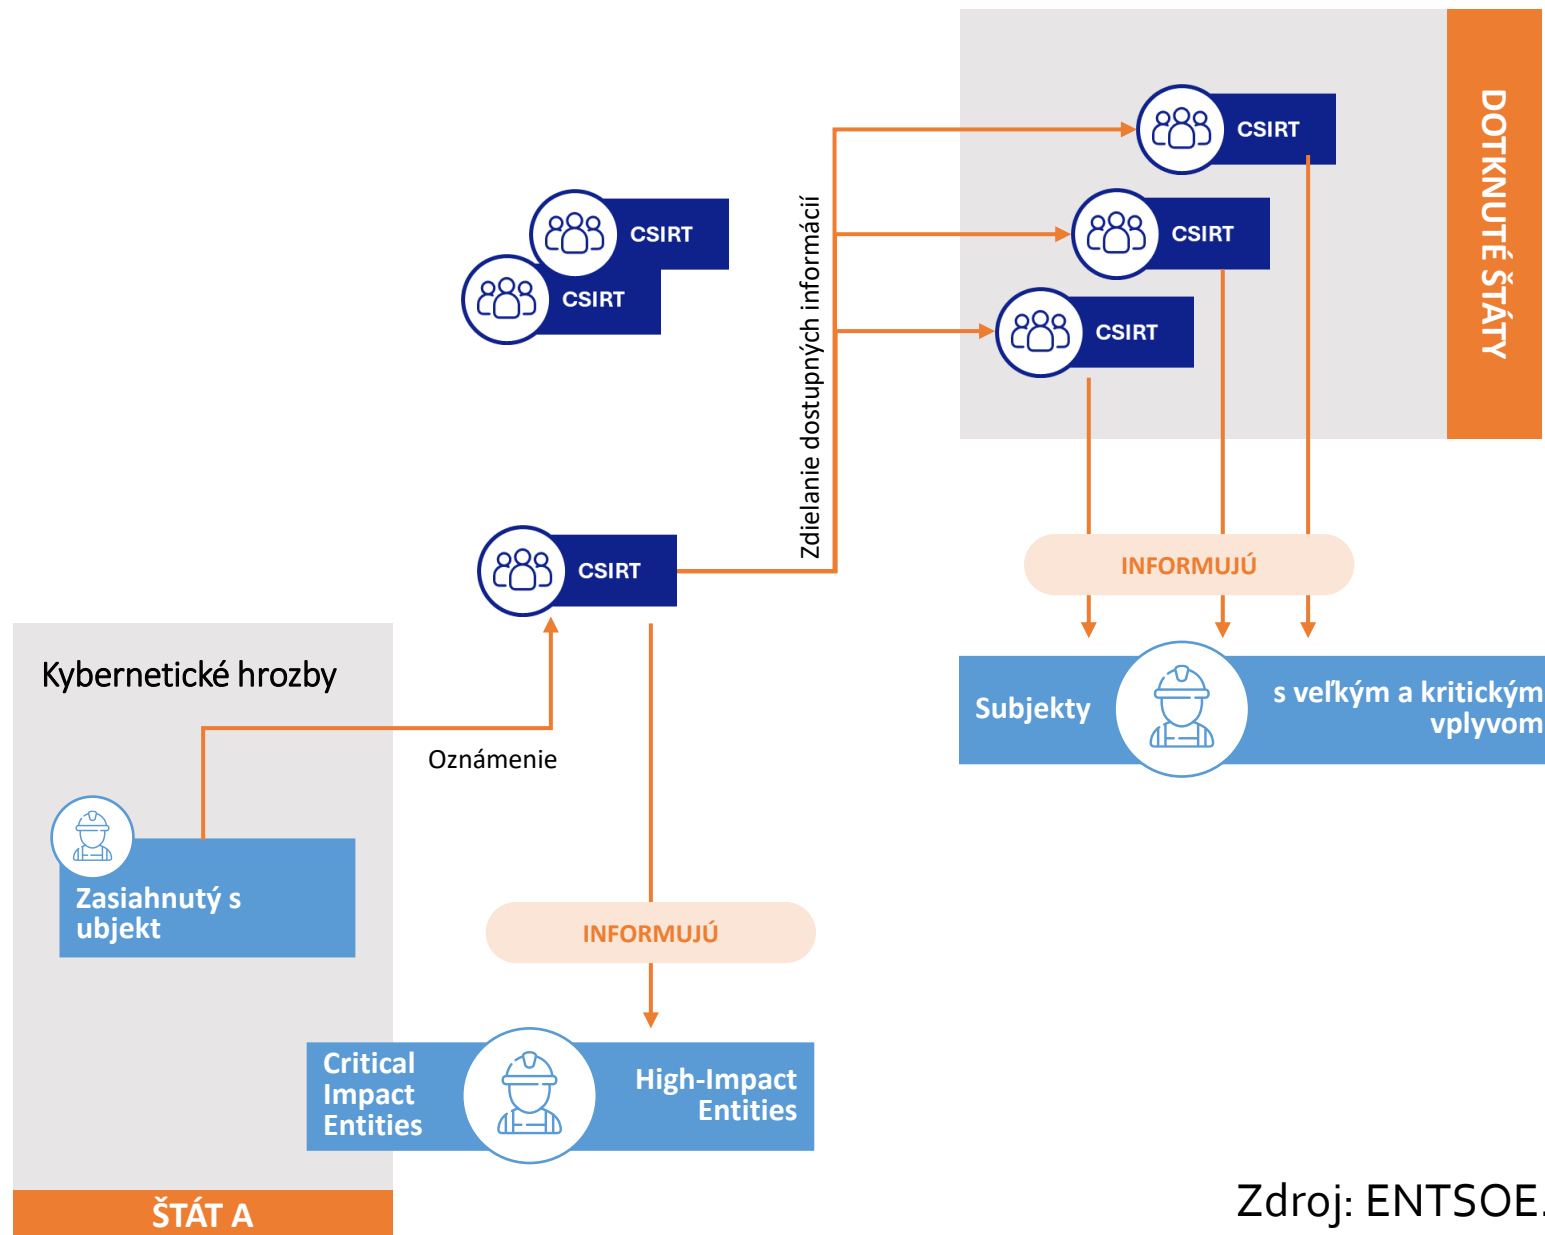 CSIRT
DOTKNUTÉ ŠTÁTY
CSIRT
CSIRT
CSIRT
CSIRT
Zdielanie dostupných informácií
CSIRT
INFORMUJÚ
Kybernetické hrozby
Oznámenie
Subjekty
s veľkým a kritickým
vplyvom
Zasiahnutý s
ubjekt
INFORMUJÚ
Critical
Impact
Entities
High-Impact
Entities
ŠTÁT A
Zdroj: ENTSOE.